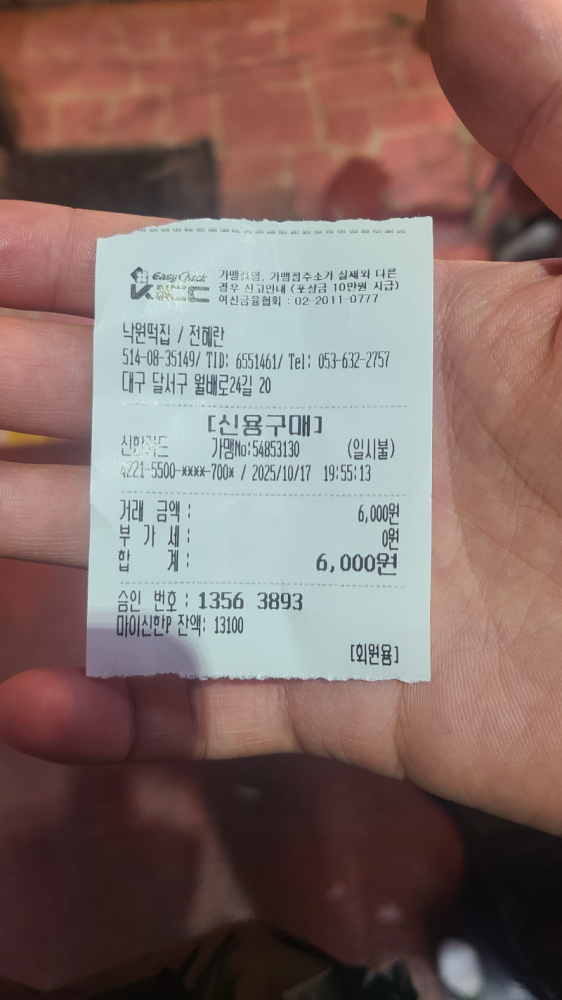 Easy Check
KICC
가맹점명, 가맹점주소가 실제와 다른
경우 신고안내 (포상금 10만원 지급)
여신금융협회 : 02-2011-0777
낙원떡집 / 전혜란
514-08-35149/ TID: 6551461/ Tel: 053-632-2757
대구 달서구 월배로24길 20
[신용구매]
신한카드 가맹No:54853130 (일시불)
4221-5500-****-700* / 2025/10/17 19:55:13
거래 금액 : 6,000원
부 가 세 : 0원
합 계 : 6,000원
승인 번호 : 1356 3893
마이신한P 잔액: 13100
[회원용]